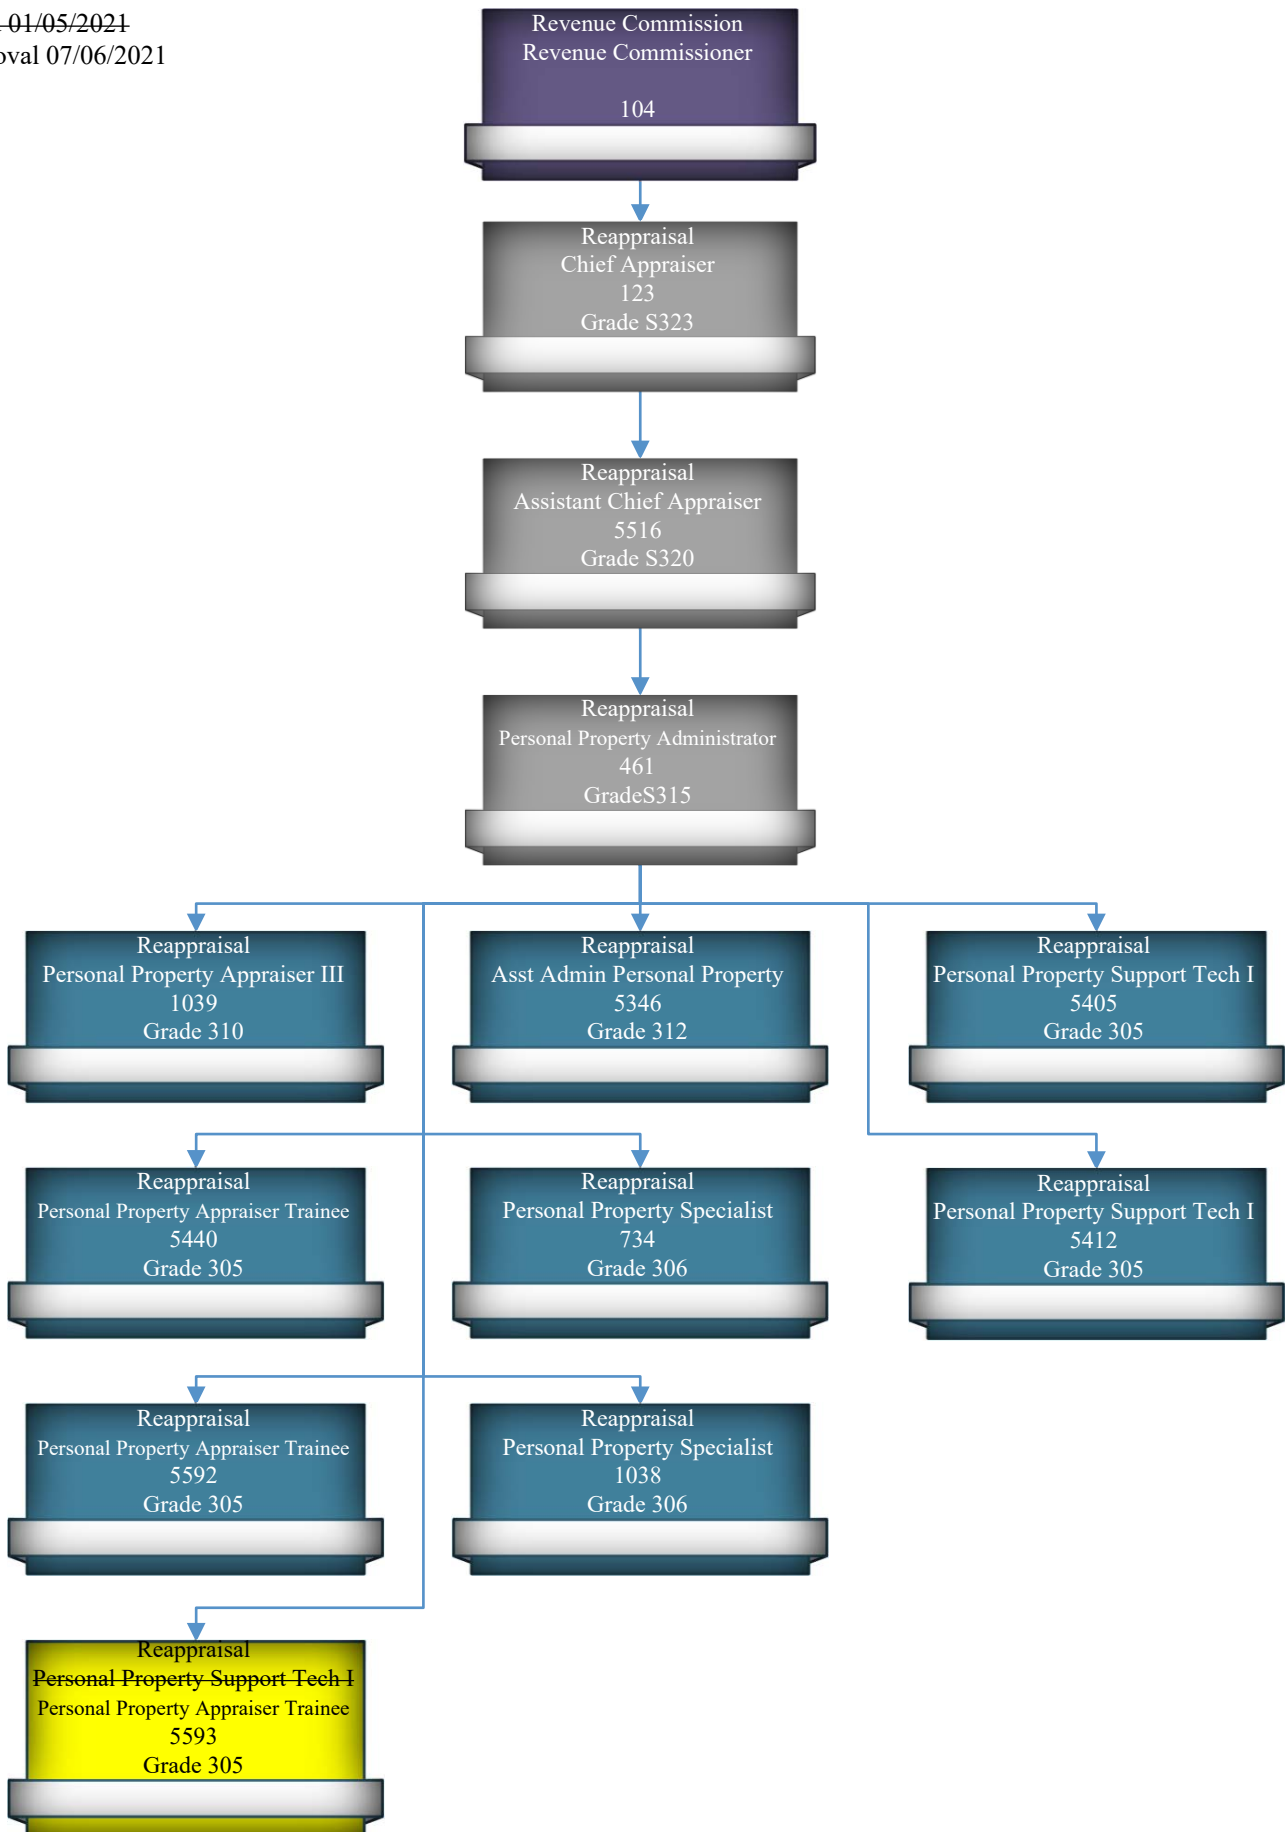 01/05/2021
07/06/2021
Revenue Commission
Revenue Commissioner
104
Reappraisal
Chief Appraiser
123
Grade S323
Reappraisal
Assistant Chief Appraiser
5516
Grade S320
Reappraisal
Personal Property Administrator
461
GradeS315
Reappraisal
Personal Property Appraiser III
1039
Grade 310
Reappraisal
Asst Admin Personal Property
5346
Grade 312
Reappraisal
Personal Property Support Tech I
5405
Grade 305
Reappraisal
Personal Property Appraiser Trainee
5440
Grade 305
Reappraisal
Personal Property Specialist
734
Grade 306
Reappraisal
Personal Property Support Tech I
5412
Grade 305
Reappraisal
Personal Property Appraiser Trainee
5592
Grade 305
Reappraisal
Personal Property Specialist
1038
Grade 306
Reappraisal
Personal Property Support Tech I
Personal Property Appraiser Trainee
5593
Grade 305